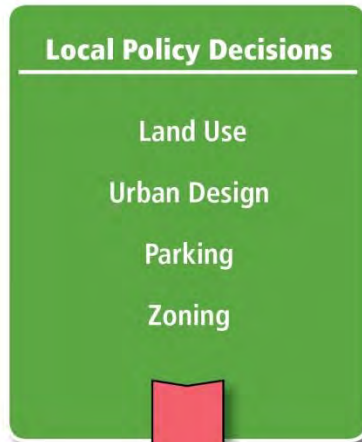 Local Policy Decisions
Land Use
Urban Design
Parking
Zoning